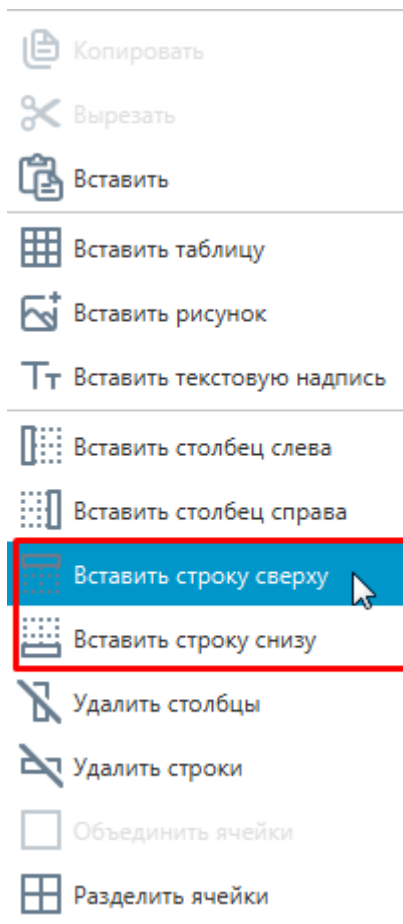 Копировать
Вырезать
Вставить
Вставить таблицу
Вставить рисунок
Вставить текстовую надпись
Вставить столбец слева
Вставить столбец справа
Вставить строку сверху
Вставить строку снизу
Удалить столбцы
Удалить строки
Объединить ячейки
Разделить ячейки